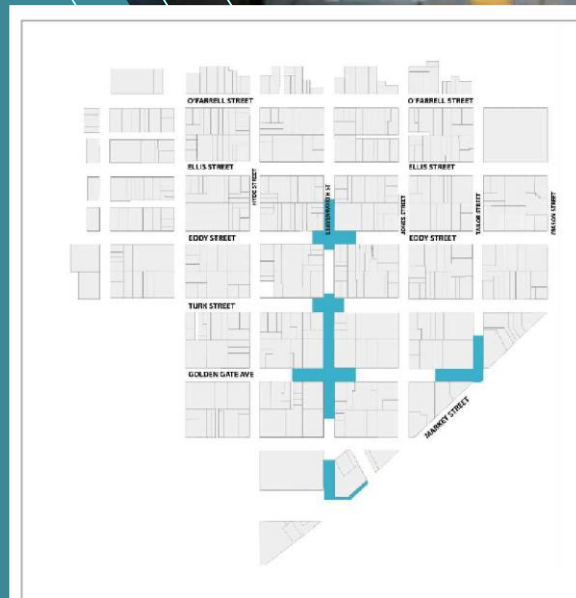 O'FARRELL STREET
O'FARRELL STREET
ELLIS STREET
ELLIS STREET
HYDE STREET
LEAVENWORTH ST
JONES STREET
TAYLOR STREET
MASON STREET
EDDY STREET
EDDY STREET
TURK STREET
GOLDEN GATE AVE
MARKET STREET